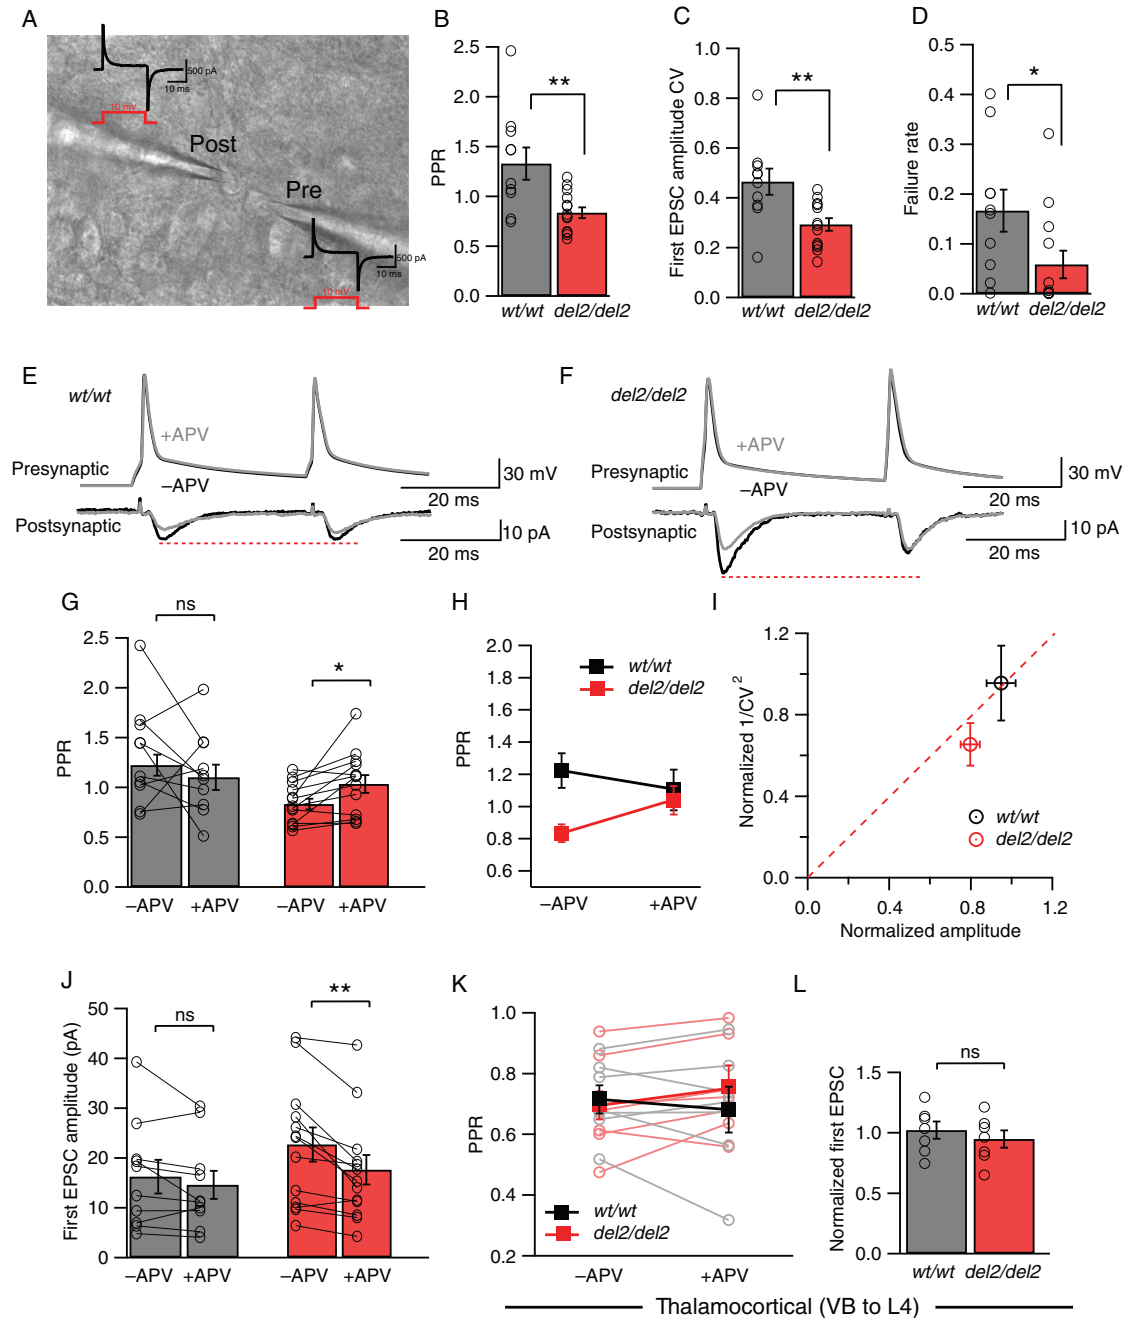 A
500 pA
10 ms
10 mV
Post
Pre
500 pA
10 ms
10 mV
B
2.5
2.0
1.5
1.0
0.5
0.0
PPR
**
wt/wt del2/del2
C
1.0
0.8
0.6
0.4
0.2
0.0
First EPSC amplitude CV
**
wt/wt del2/del2
D
0.5
0.4
0.3
0.2
0.1
0.0
Failure rate
*
wt/wt del2/del2
E
wt/wt
+APV
Presynaptic
–APV
30 mV
20 ms
Postsynaptic
10 pA
20 ms
F
del2/del2
+APV
Presynaptic
–APV
30 mV
20 ms
Postsynaptic
10 pA
20 ms
G
ns
*
2.5
2.0
1.5
1.0
0.5
0.0
PPR
–APV +APV –APV +APV
H
2.0
1.8
1.6
1.4
1.2
1.0
0.8
0.6
PPR
wt/wt
del2/del2
–APV +APV
I
1.2
0.8
0.4
0.0
Normalized 1/CV²
wt/wt
del2/del2
0.0 0.4 0.8 1.2
Normalized amplitude
J
ns
**
50
40
30
20
10
0
First EPSC amplitude (pA)
–APV +APV –APV +APV
K
1.0
0.8
0.6
0.4
0.2
PPR
wt/wt
del2/del2
–APV +APV
L
ns
1.5
1.0
0.5
0.0
Normalized first EPSC
wt/wt del2/del2
Thalamocortical (VB to L4)